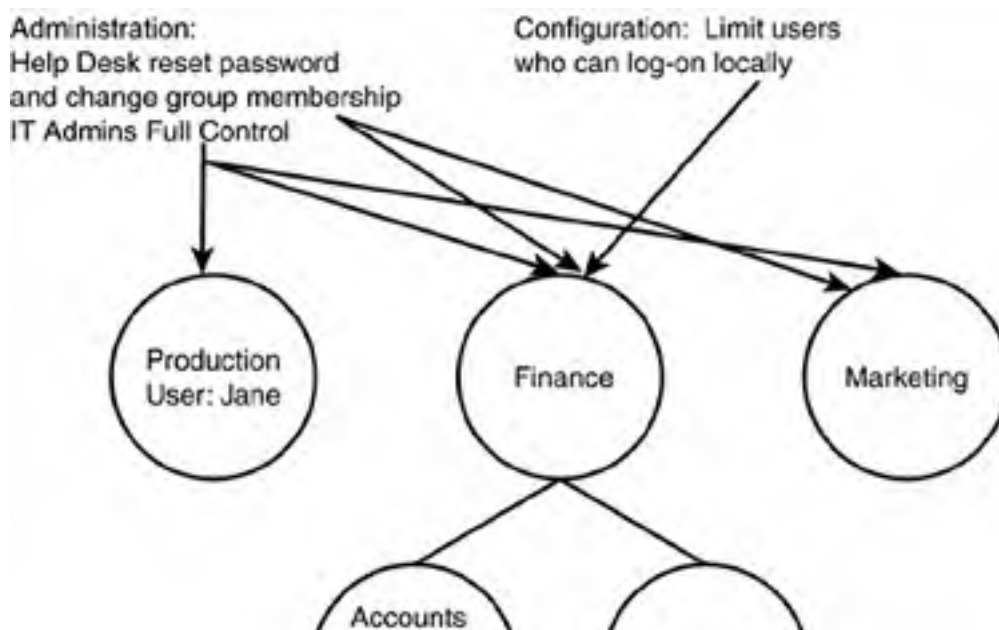 Administration:
Help Desk reset password
and change group membership
IT Admins Full Control
Configuration: Limit users
who can log-on locally
Production
User: Jane
Finance
Marketing
Accounts